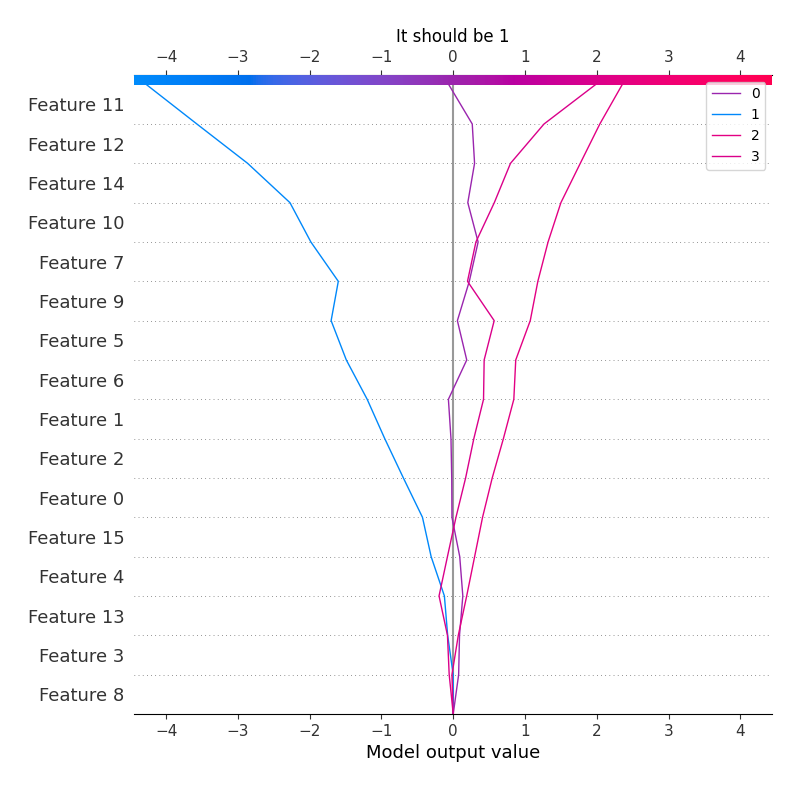 It should be 1
−4 −3 −2 −1 0 1 2 3 4
0
1
2
3
Feature 11
Feature 12
Feature 14
Feature 10
Feature 7
Feature 9
Feature 5
Feature 6
Feature 1
Feature 2
Feature 0
Feature 15
Feature 4
Feature 13
Feature 3
Feature 8
−4 −3 −2 −1 0 1 2 3 4
Model output value